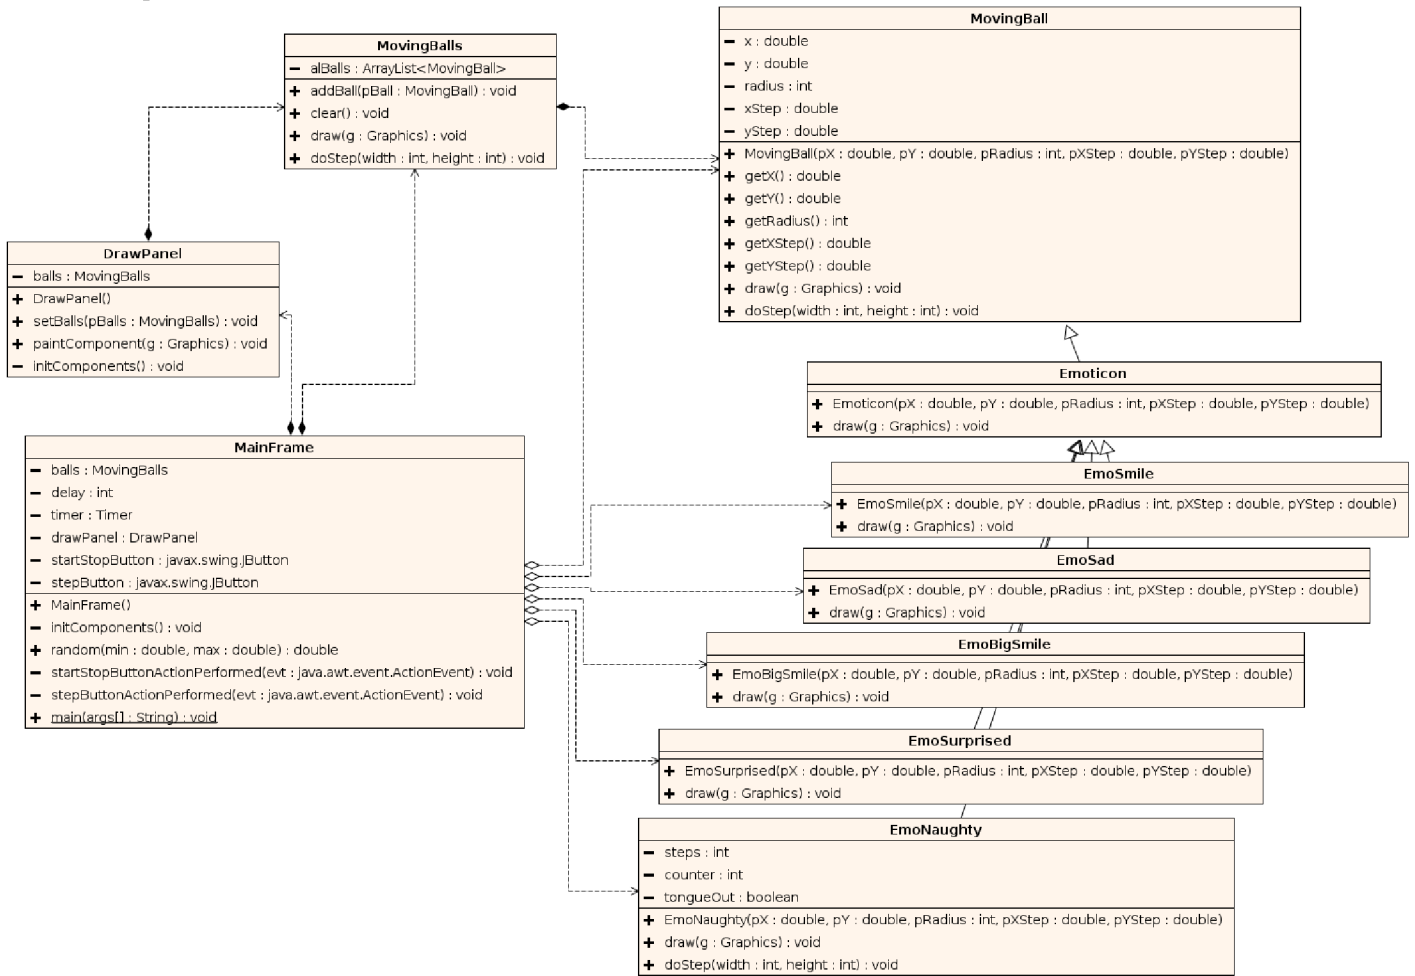 MovingBalls
− alBalls : ArrayList<MovingBall>
+ addBall(pBall : MovingBall) : void
+ clear() : void
+ draw(g : Graphics) : void
+ doStep(width : int, height : int) : void
MovingBall
− x : double
− y : double
− radius : int
− xStep : double
− yStep : double
+ MovingBall(pX : double, pY : double, pRadius : int, pXStep : double, pYStep : double)
+ getX() : double
+ getY() : double
+ getRadius() : int
+ getXStep() : double
+ getYStep() : double
+ draw(g : Graphics) : void
+ doStep(width : int, height : int) : void
DrawPanel
− balls : MovingBalls
+ DrawPanel()
+ setBalls(pBalls : MovingBalls) : void
+ paintComponent(g : Graphics) : void
− initComponents() : void
Emoticon
+ Emoticon(pX : double, pY : double, pRadius : int, pXStep : double, pYStep : double)
+ draw(g : Graphics) : void
MainFrame
− balls : MovingBalls
− delay : int
− timer : Timer
− drawPanel : DrawPanel
− startStopButton : javax.swing.JButton
− stepButton : javax.swing.JButton
+ MainFrame()
− initComponents() : void
+ random(min : double, max : double) : double
− startStopButtonActionPerformed(evt : java.awt.event.ActionEvent) : void
− stepButtonActionPerformed(evt : java.awt.event.ActionEvent) : void
+ main(args[] : String) : void
EmoSmile
+ EmoSmile(pX : double, pY : double, pRadius : int, pXStep : double, pYStep : double)
+ draw(g : Graphics) : void
EmoSad
+ EmoSad(pX : double, pY : double, pRadius : int, pXStep : double, pYStep : double)
+ draw(g : Graphics) : void
EmoBigSmile
+ EmoBigSmile(pX : double, pY : double, pRadius : int, pXStep : double, pYStep : double)
+ draw(g : Graphics) : void
EmoSurprised
+ EmoSurprised(pX : double, pY : double, pRadius : int, pXStep : double, pYStep : double)
+ draw(g : Graphics) : void
EmoNaughty
− steps : int
− counter : int
− tongueOut : boolean
+ EmoNaughty(pX : double, pY : double, pRadius : int, pXStep : double, pYStep : double)
+ draw(g : Graphics) : void
+ doStep(width : int, height : int) : void